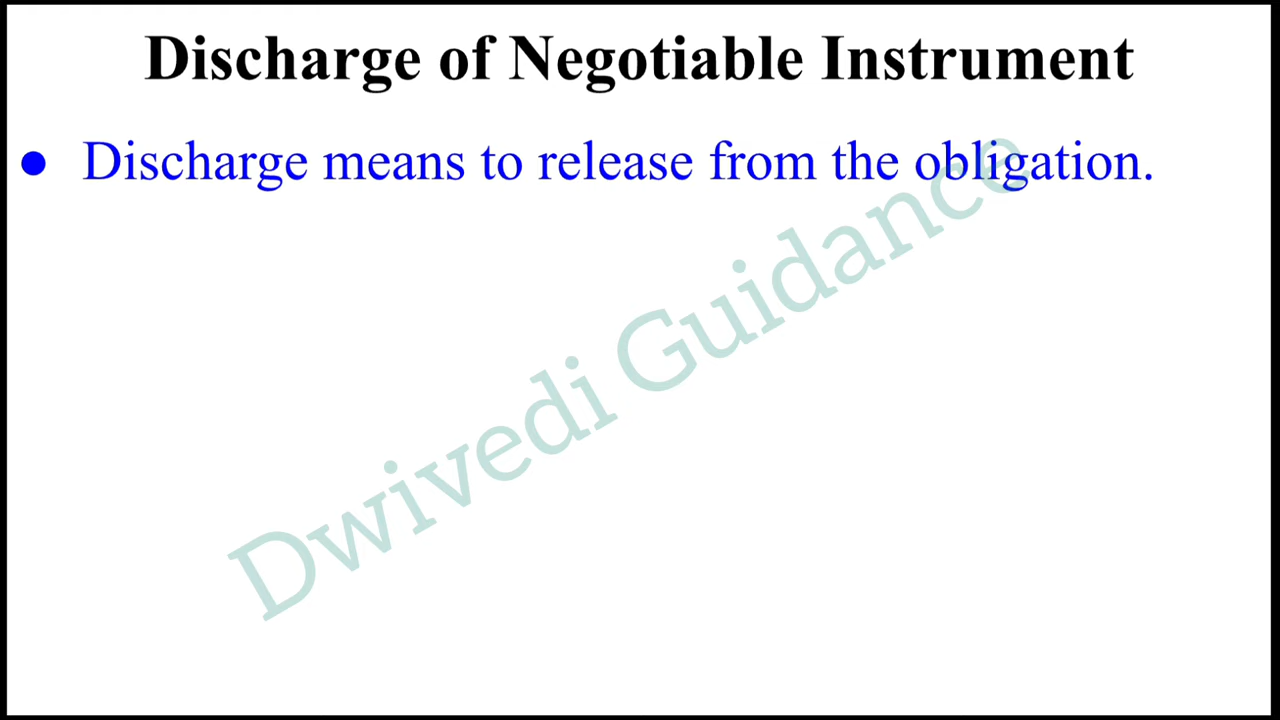 Discharge of Negotiable Instrument
● Discharge means to release from the obligation.
Dwivedi Guidance